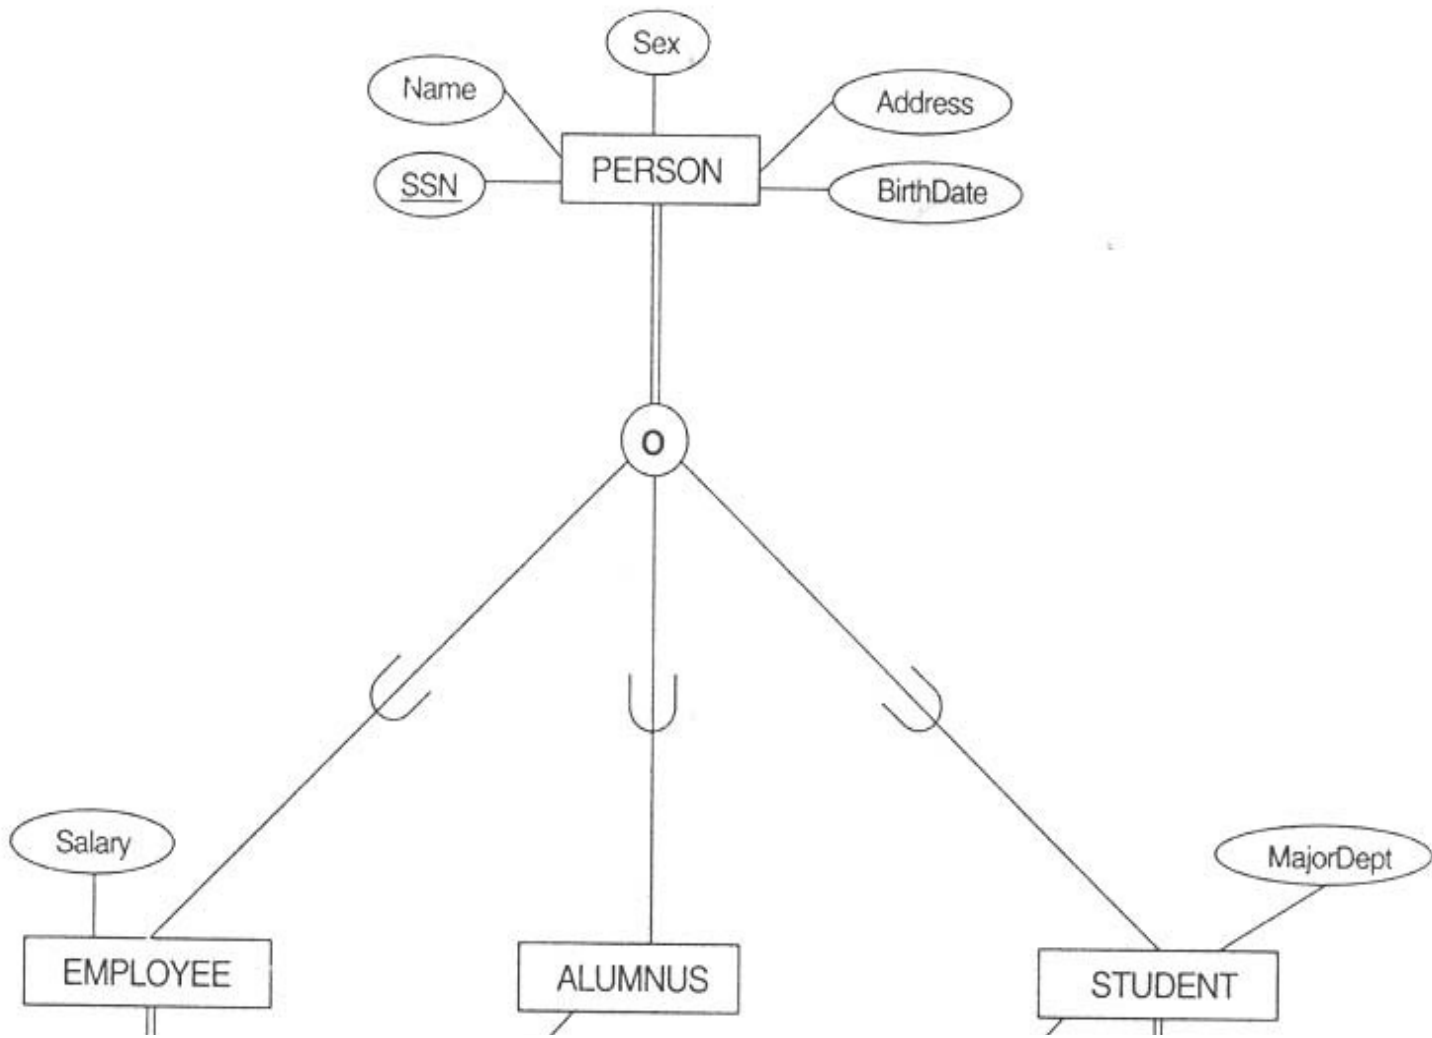 Sex
Name
Address
PERSON
SSN
BirthDate
O
Salary
MajorDept
EMPLOYEE
ALUMNUS
STUDENT